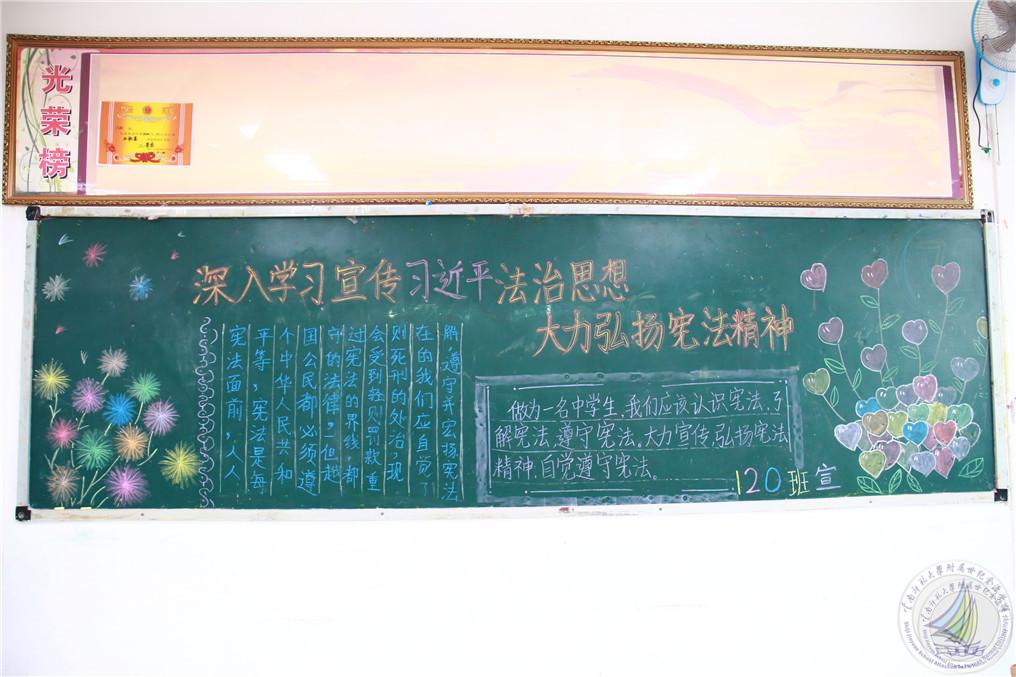 光荣榜
深入学习宣传习近平法治思想
大力弘扬宪法精神
宪法面前,人人
平等,宪法是每
个中华人民共和
国公民都必须遵
守的法律,一但越
过宪法的界线,都
会受到轻则罚款重
则死刑的处治,现
在的我们应自觉了
解遵守并宏扬宪法
做为一名中学生,我们应该认识宪法,了
解宪法,遵守宪法。大力宣传,弘扬宪法
精神,自觉遵守宪法。
120班宣